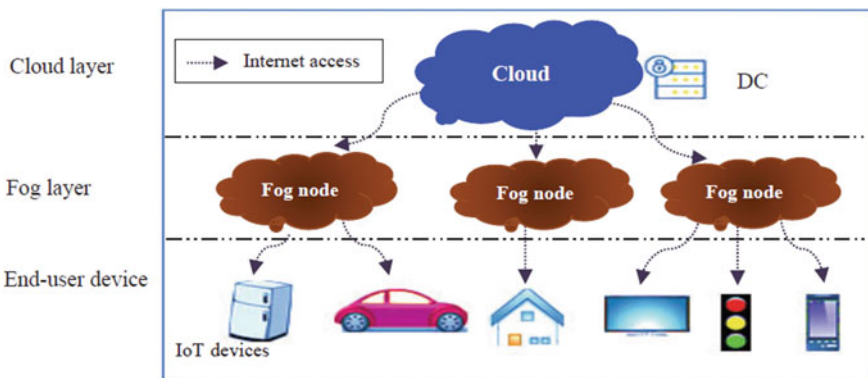 Cloud layer
Internet access
Cloud
DC
Fog layer
Fog node
Fog node
Fog node
End-user device
IoT devices